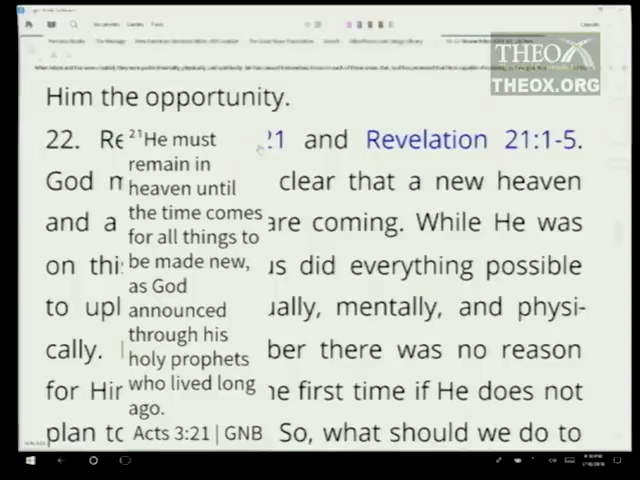 THEOX
THEOX.ORG
Him the opportunity.
22. Re 21 and Revelation 21:1-5.
God m clear that a new heaven
and a are coming. While He was
on this us did everything possible
to upl ually, mentally, and physi-
cally. ber there was no reason
for Him he first time if He does not
plan to So, what should we do to
21He must
remain in
heaven until
the time comes
for all things to
be made new,
as God
announced
through his
holy prophets
who lived long
ago.
Acts 3:21 | GNB